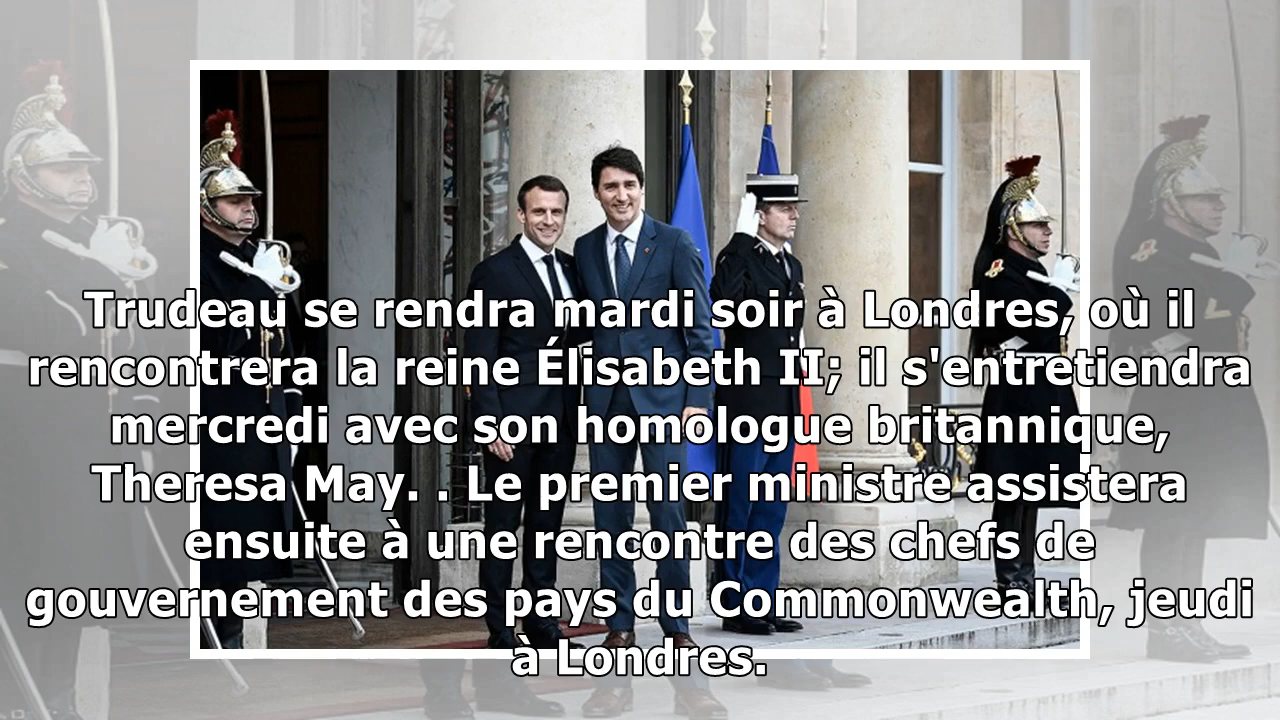 Trudeau se rendra mardi soir à Londres, où il
rencontrera la reine Élisabeth II; il s'entretiendra
mercredi avec son homologue britannique,
Theresa May. . Le premier ministre assistera
ensuite à une rencontre des chefs de
gouvernement des pays du Commonwealth, jeudi
à Londres.